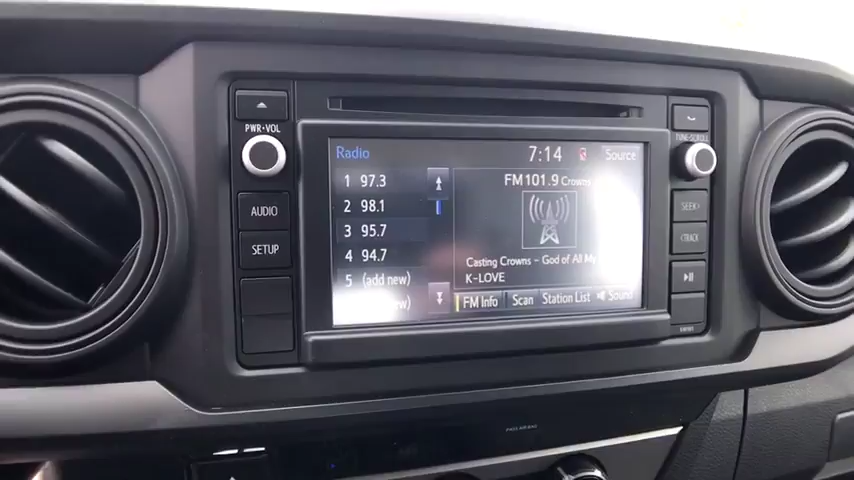 PWR•VOL
AUDIO
SETUP
Radio
7:14
Source
1 97.3
2 98.1
3 95.7
4 94.7
5 (add new)
FM 101.9 Crowns
Casting Crowns - God of All My
K-LOVE
FM Info
Scan
Station List
Sound
TUNE•SCROLL
SEEK
TRACK